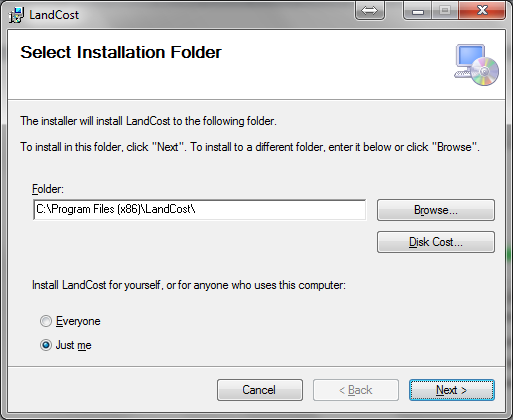 LandCost
Select Installation Folder
The installer will install LandCost to the following folder.
To install in this folder, click "Next". To install to a different folder, enter it below or click "Browse".
Folder:
C:\Program Files (x86)\LandCost\
Browse...
Disk Cost...
Install LandCost for yourself, or for anyone who uses this computer:
Everyone
Just me
Cancel
< Back
Next >